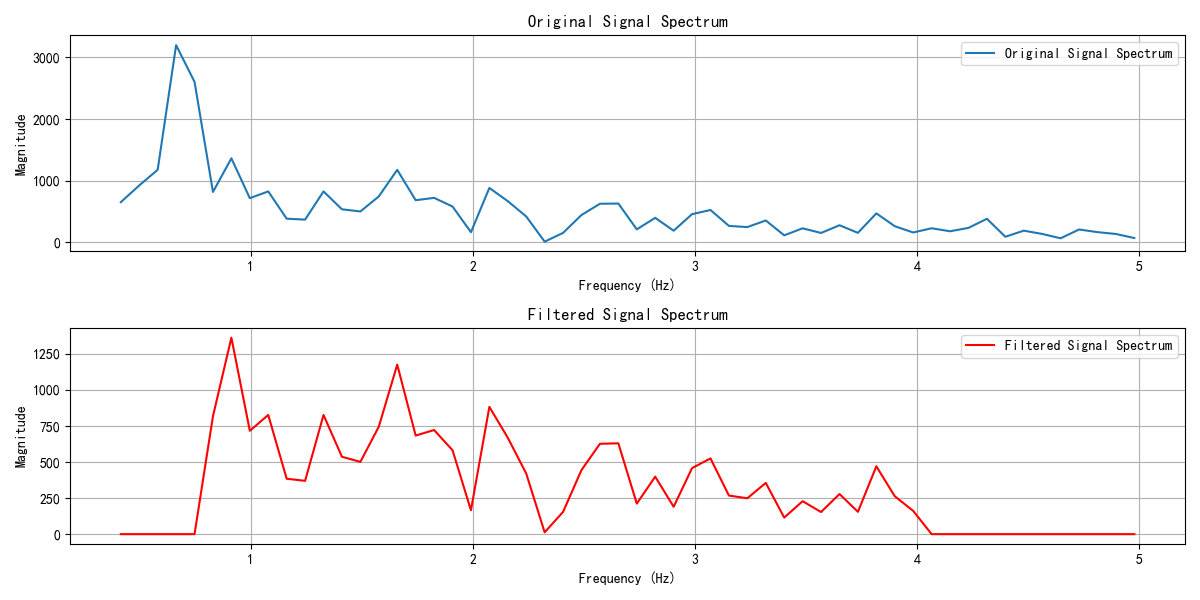 Original Signal Spectrum
Original Signal Spectrum
Magnitude
3000
2000
1000
0
1 2 3 4 5
Frequency (Hz)
Filtered Signal Spectrum
Filtered Signal Spectrum
Magnitude
1250
1000
750
500
250
0
1 2 3 4 5
Frequency (Hz)